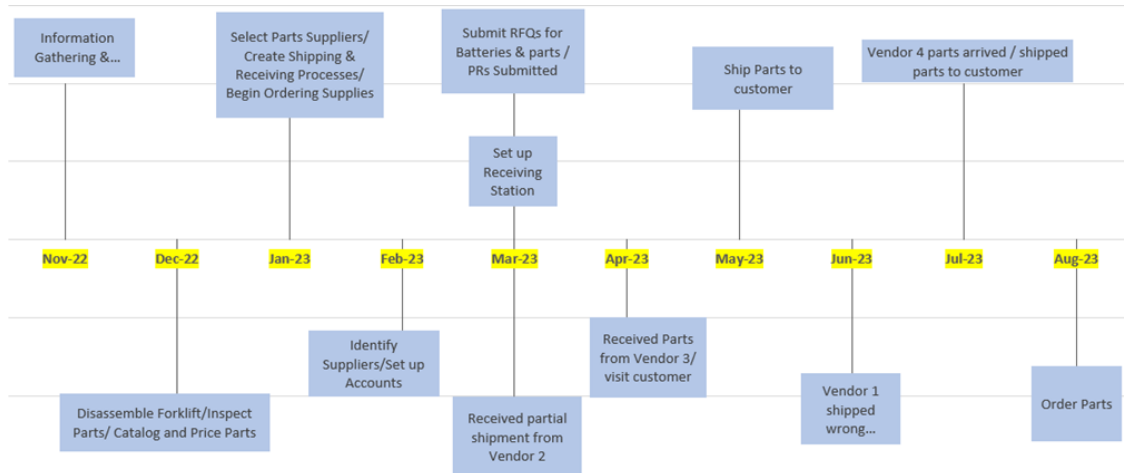 Information
Gathering &...
Select Parts Suppliers/
Create Shipping &
Receiving Processes/
Begin Ordering Supplies
Submit RFQs for
Batteries & parts /
PRs Submitted
Ship Parts to
customer
Vendor 4 parts arrived / shipped
parts to customer
Set up
Receiving
Station
Nov-22
Dec-22
Jan-23
Feb-23
Mar-23
Apr-23
May-23
Jun-23
Jul-23
Aug-23
Disassemble Forklift/Inspect
Parts/ Catalog and Price Parts
Identify
Suppliers/Set up
Accounts
Received partial
shipment from
Vendor 2
Received Parts
from Vendor 3/
visit customer
Vendor 1
shipped
wrong...
Order Parts